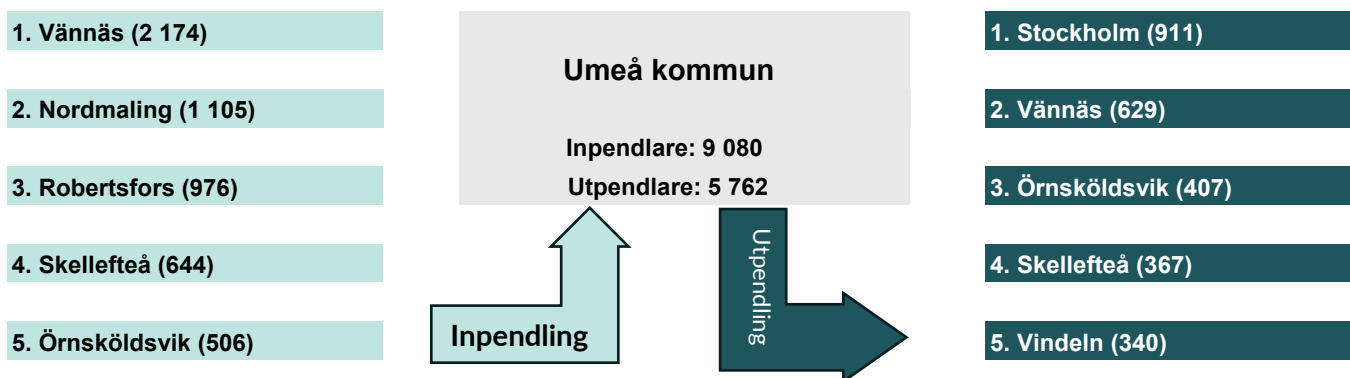 1. Vännäs (2 174)
2. Nordmaling (1 105)
3. Robertsfors (976)
4. Skellefteå (644)
5. Örnsköldsvik (506)
Umeå kommun
Inpendlare: 9 080
Utpendlare: 5 762
Inpendling
Utpendling
1. Stockholm (911)
2. Vännäs (629)
3. Örnsköldsvik (407)
4. Skellefteå (367)
5. Vindeln (340)